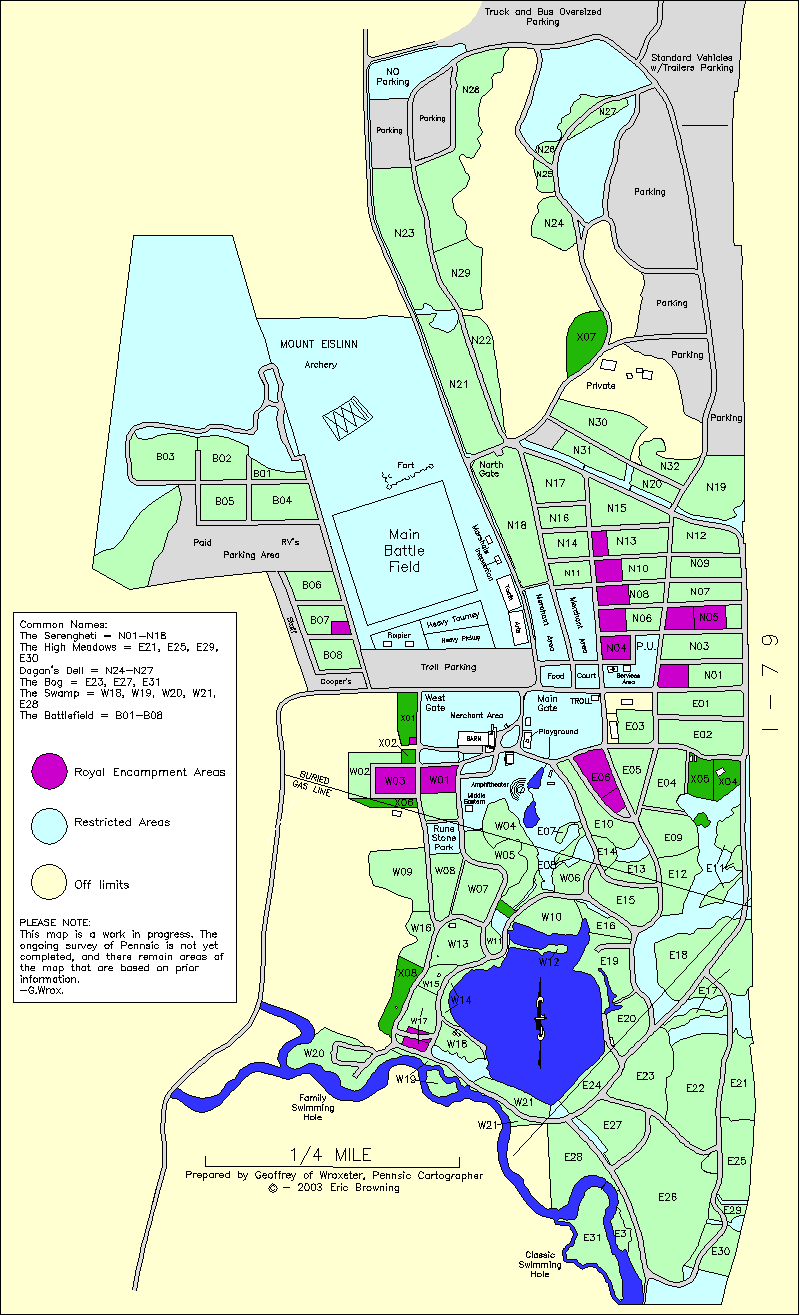 Truck and Bus Oversized
Parking
Standard Vehicles
w/Trailers Parking
NO
Parking
N28
Parking
Parking
N27
N26
N25
Parking
N24
N23
N29
Parking
X07
N22
MOUNT EISLINN
Archery
Parking
N21
Private
Parking
N30
B03
B02
B01
Fort
North
Gate
N31
N32
N20
N19
N17
B05
B04
N16
N15
N18
Main
Battle
Field
Marshals
Inspection
Paid
RV's
Parking Area
N14
N13
N12
N11
N10
N09
B06
Tooth
N08
N07
Staff
B07
Heavy Tourney
Rapier
Heavy Pickup
Arts
Merchant
Area
Merchant
Area
N06
N05
N04
P.U.
N03
B08
Troll Parking
Cooper's
Food
Court
Services
Area
N01
I-79
Common Names:
The Serengheti = N01-N18
The High Meadows = E21, E25, E29,
E30
Dagan's Dell = N24-N27
The Bog = E23, E27, E31
The Swamp = W18, W19, W20, W21,
E28
The Battlefield = B01-B08
West
Gate
Main
Gate
TROLL
E01
X01
Merchant Area
E03
X02
BARN
Playground
E02
Royal Encampment Areas
BURIED
GAS LINE
W02
W03
W01
X06
Amphitheater
Middle
Eastern
E06
E05
E04
X05
X04
Restricted Areas
Rune
Stone
Park
W04
E07
E10
E09
W05
E14
E08
E13
E12
E11
W09
W08
W06
W07
E15
Off limits
PLEASE NOTE:
This map is a work in progress. The
ongoing survey of Pennsic is not yet
completed, and there remain areas of
the map that are based on prior
information.
-G.Wrox.
W10
W16
W13
W11
E16
E18
W12
E19
X08
W15
W14
E17
W17
E20
W18
W20
W19
E24
E23
E22
E21
Family
Swimming
Hole
W21
W21
E27
E25
E28
1/4 MILE
Prepared by Geoffrey of Wroxeter, Pennsic Cartographer
© - 2003 Eric Browning
E26
E29
E31
E31
E30
Classic
Swimming
Hole